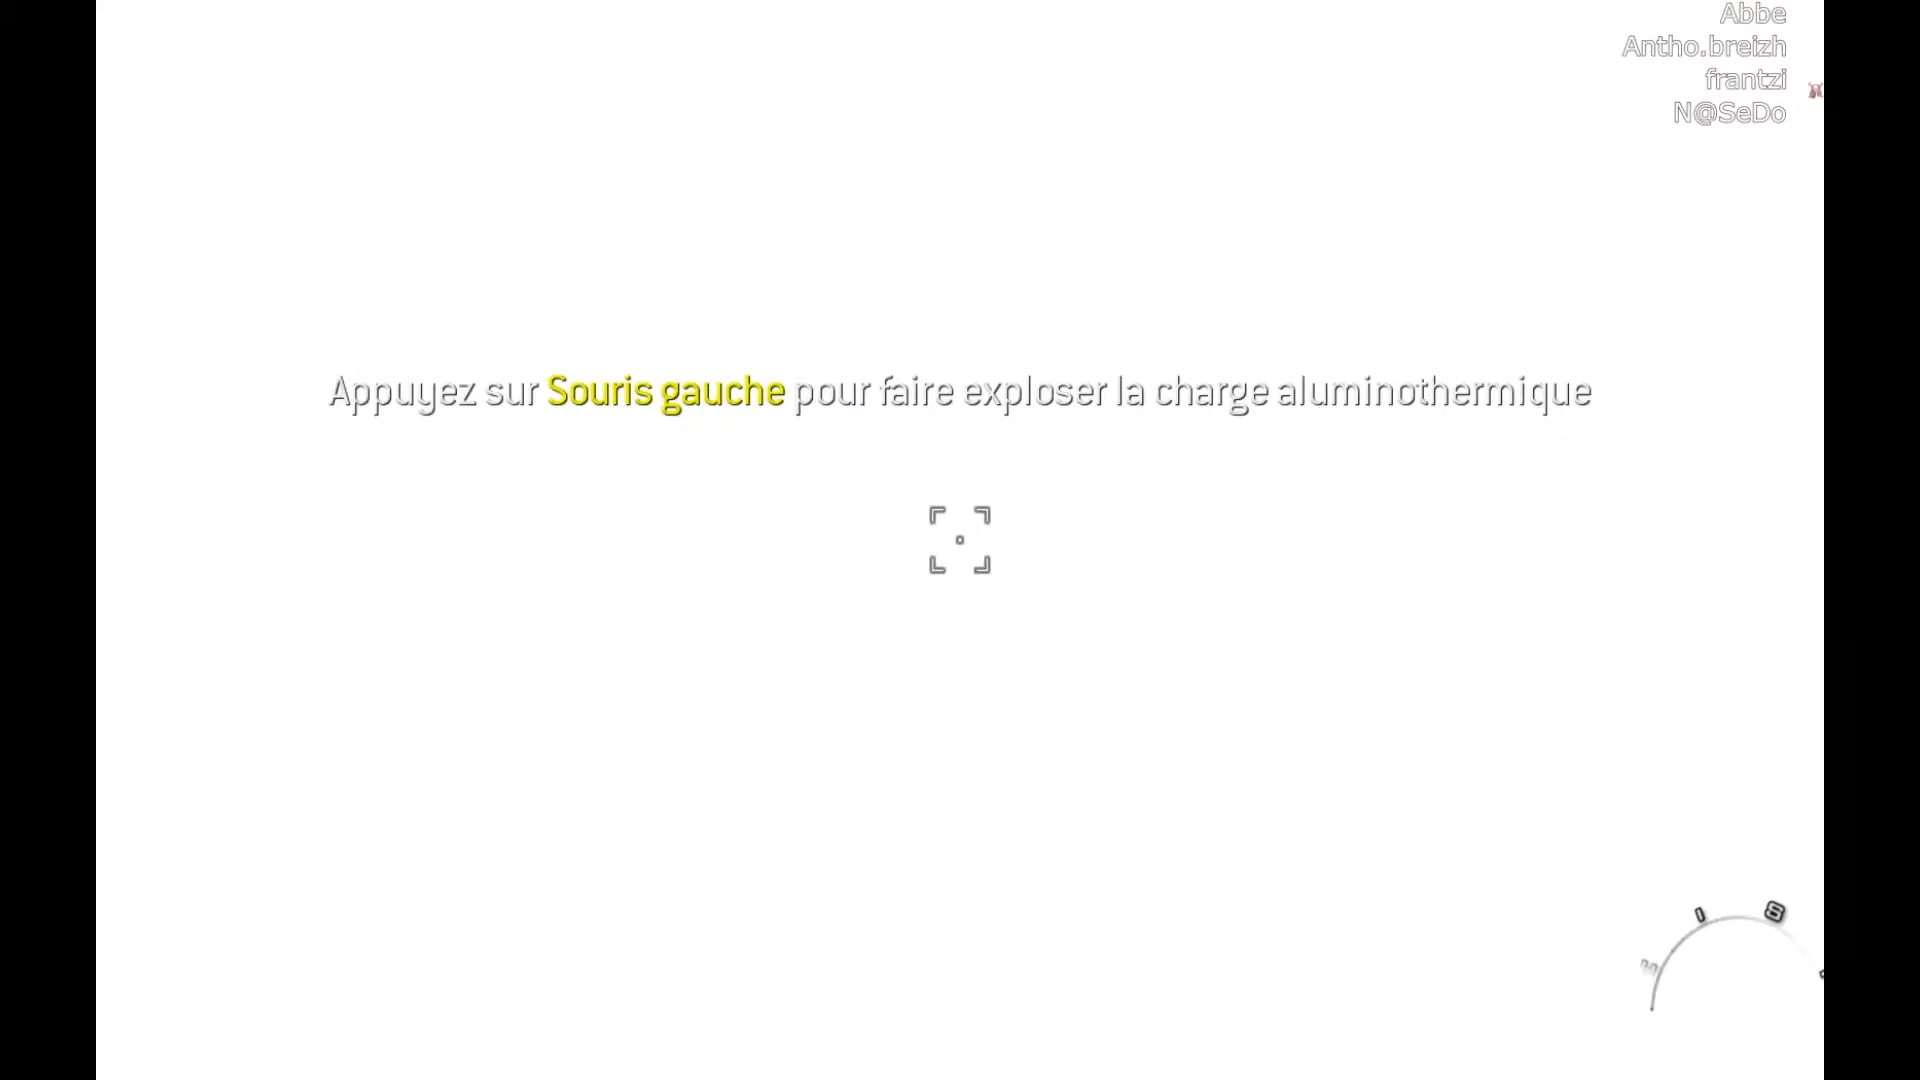 Abbe
Antho.breizh
frantzi
N@SeDo
Appuyez sur Souris gauche pour faire exploser la charge aluminothermique
S